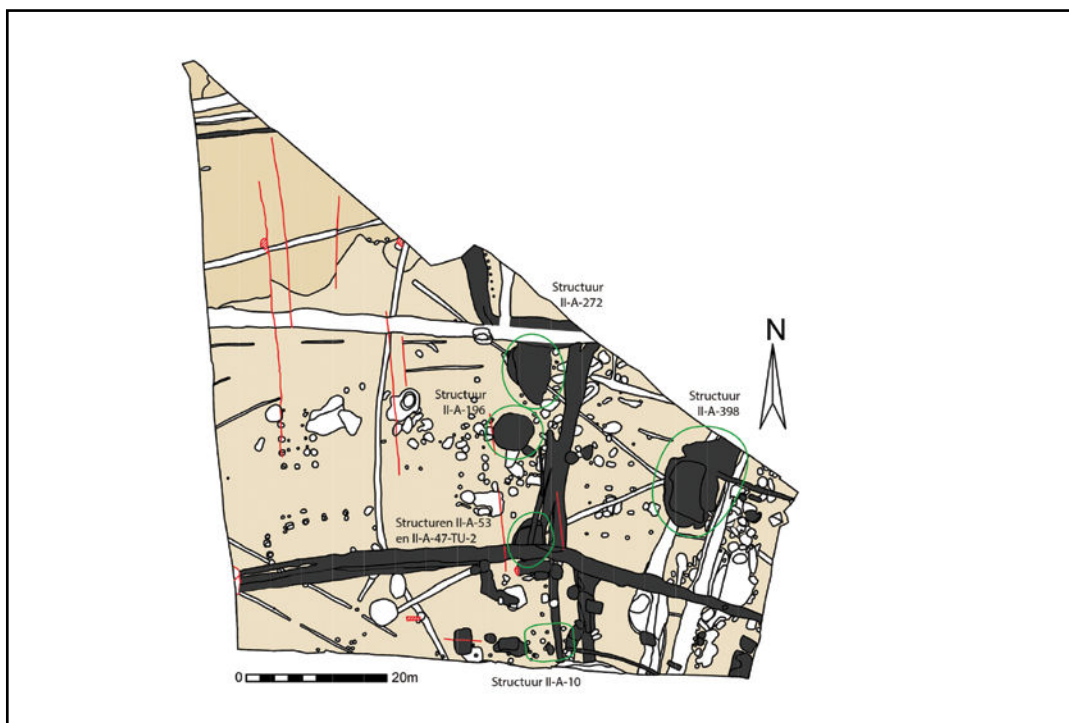 Structuur
II-A-272
N
Structuur
II-A-196
Structuur
II-A-398
Structuren II-A-53
en II-A-47-TU-2
0
20m
Structuur II-A-10